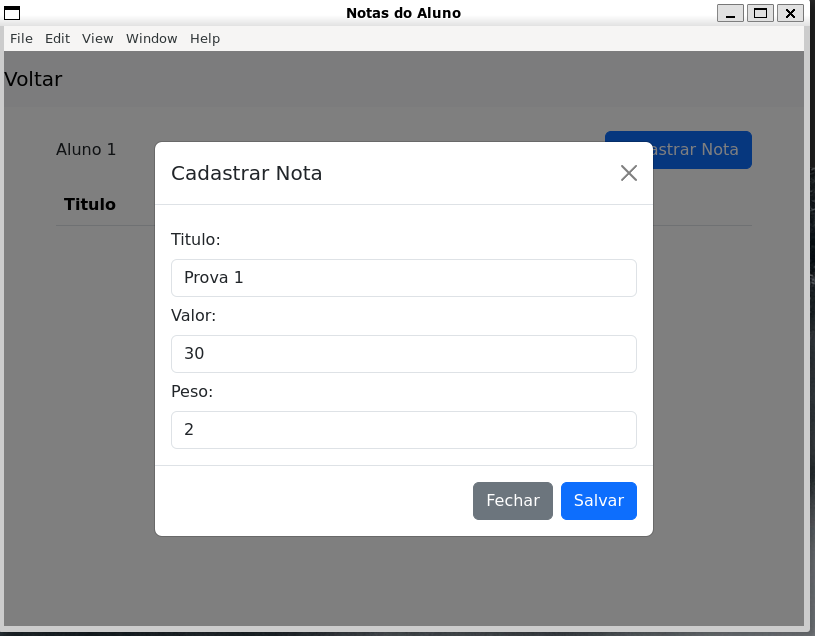 Notas do Aluno
File Edit View Window Help
Voltar
Aluno 1
astrar Nota
Titulo
Cadastrar Nota
Titulo:
Prova 1
Valor:
30
Peso:
2
Fechar Salvar